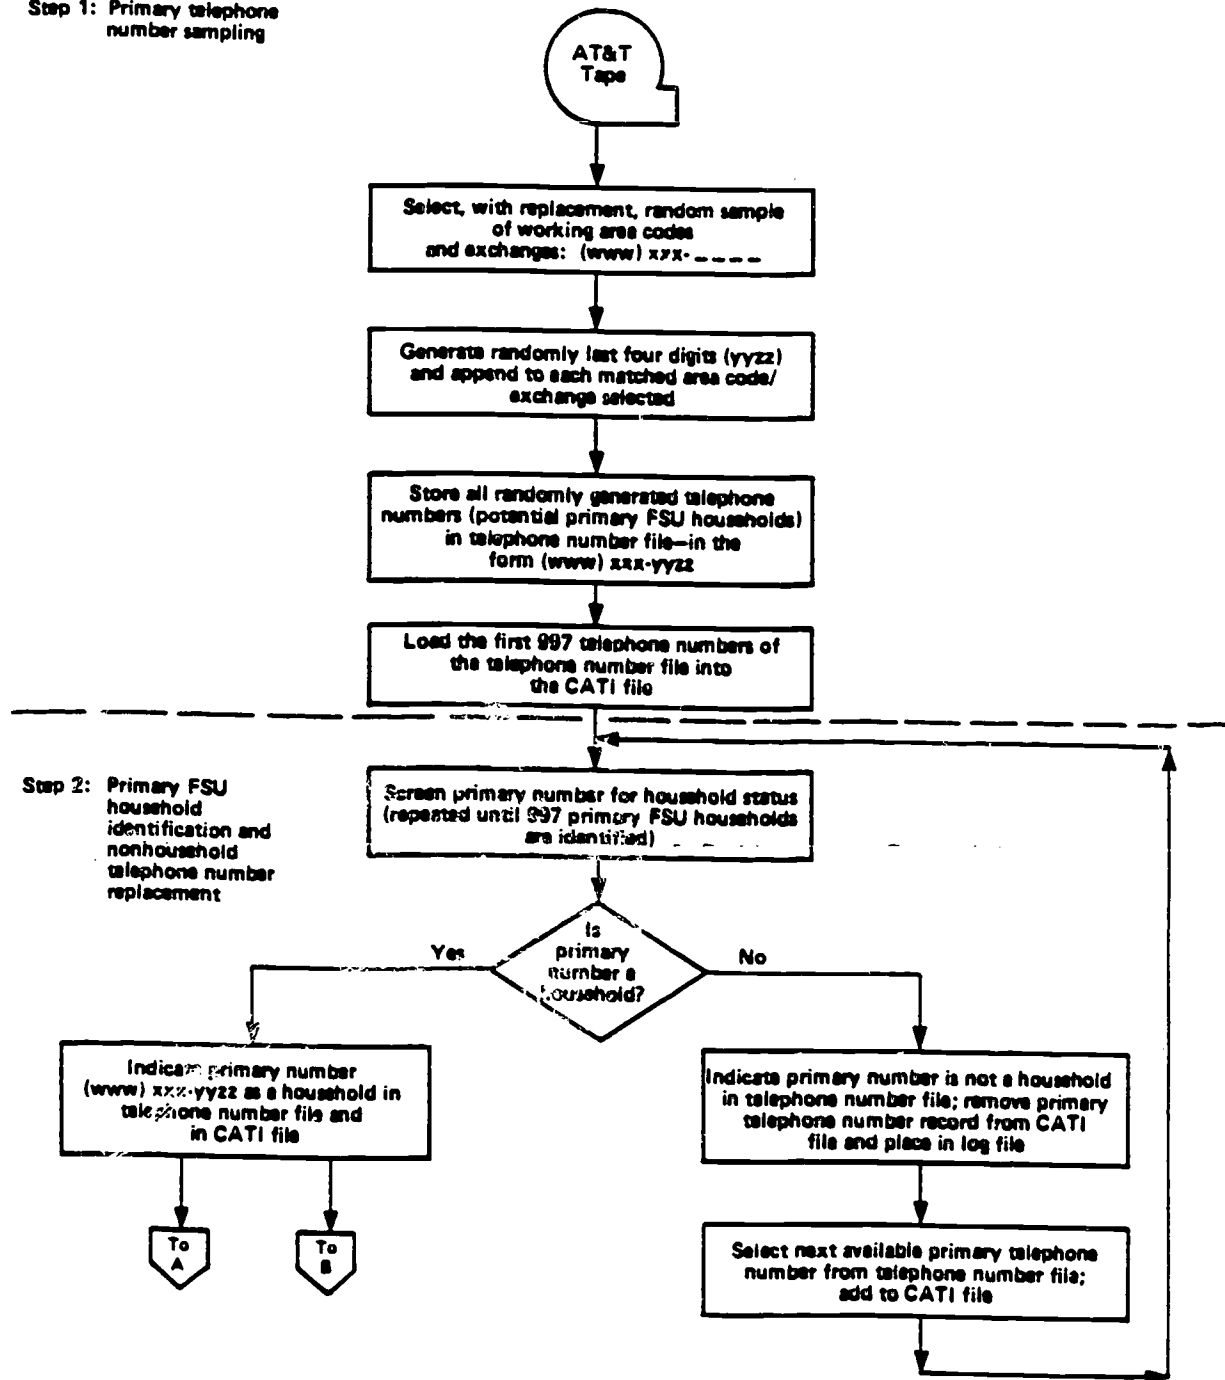 Step 1: Primary telephone
number sampling
AT&T
Tape
Select, with replacement, random sample
of working area codes
and exchanges: (www) xxx- _ _ _ _
Generate randomly last four digits (yyzz)
and append to each matched area code/
exchange selected
Store all randomly generated telephone
numbers (potential primary FSU households)
in telephone number file—in the
form (www) xxx-yyzz
Load the first 997 telephone numbers of
the telephone number file into
the CATI file
Step 2: Primary FSU
household
identification and
nonhousehold
telephone number
replacement
Screen primary number for household status
(repeated until 997 primary FSU households
are identified)
Is
primary
number a
household?
Yes
No
Indicate primary number
(www) xxx-yyzz as a household in
telephone number file and
in CATI file
Indicate primary number is not a household
in telephone number file; remove primary
telephone number record from CATI
file and place in log file
To
A
To
B
Select next available primary telephone
number from telephone number file;
add to CATI file